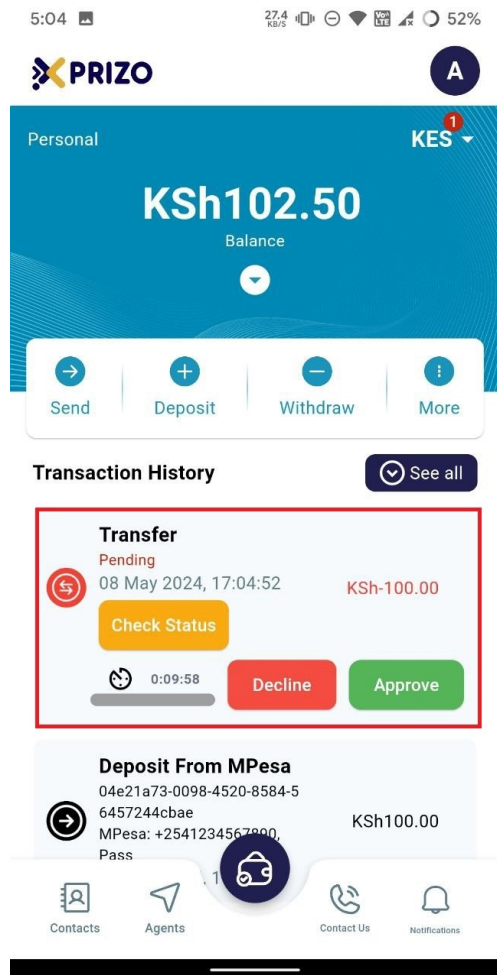 5:04
27.4 KB/S
Vo LTE
52%
PRIZO
A
Personal
KES
1
KSh102.50
Balance
Send
Deposit
Withdraw
More
Transaction History
See all
Transfer
Pending
08 May 2024, 17:04:52
KSh-100.00
Check Status
0:09:58
Decline
Approve
Deposit From MPesa
04e21a73-0098-4520-8584-5
6457244cbae
MPesa: +2541234567890,
Pass
KSh100.00
Contacts
Agents
Contact Us
Notifications